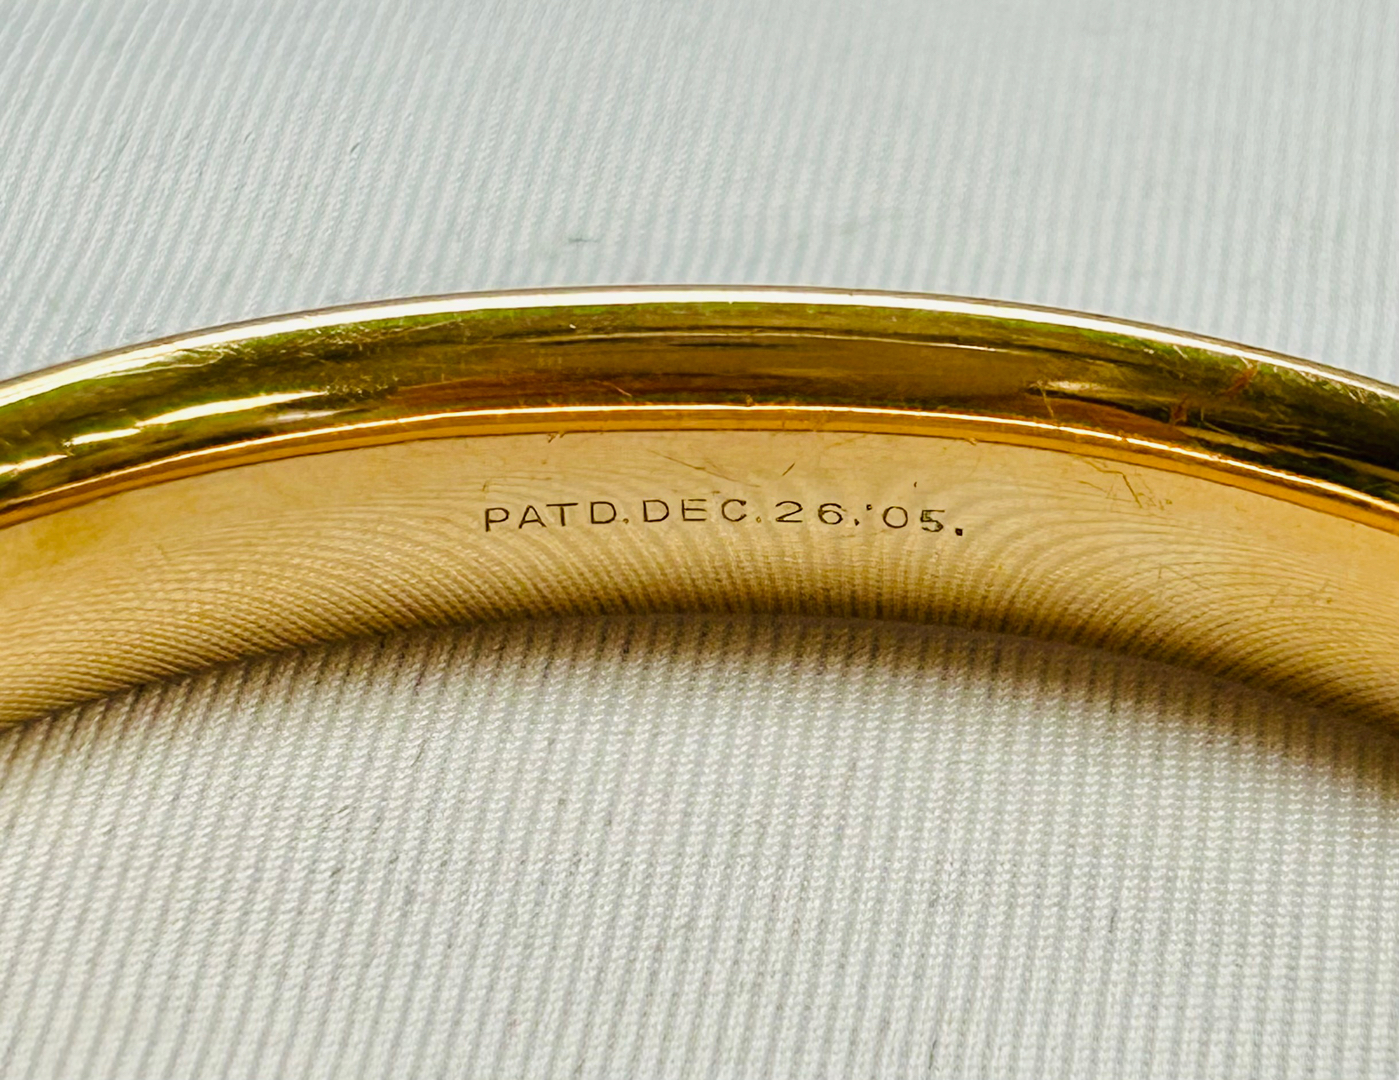 PATD. DEC. 26, '05.